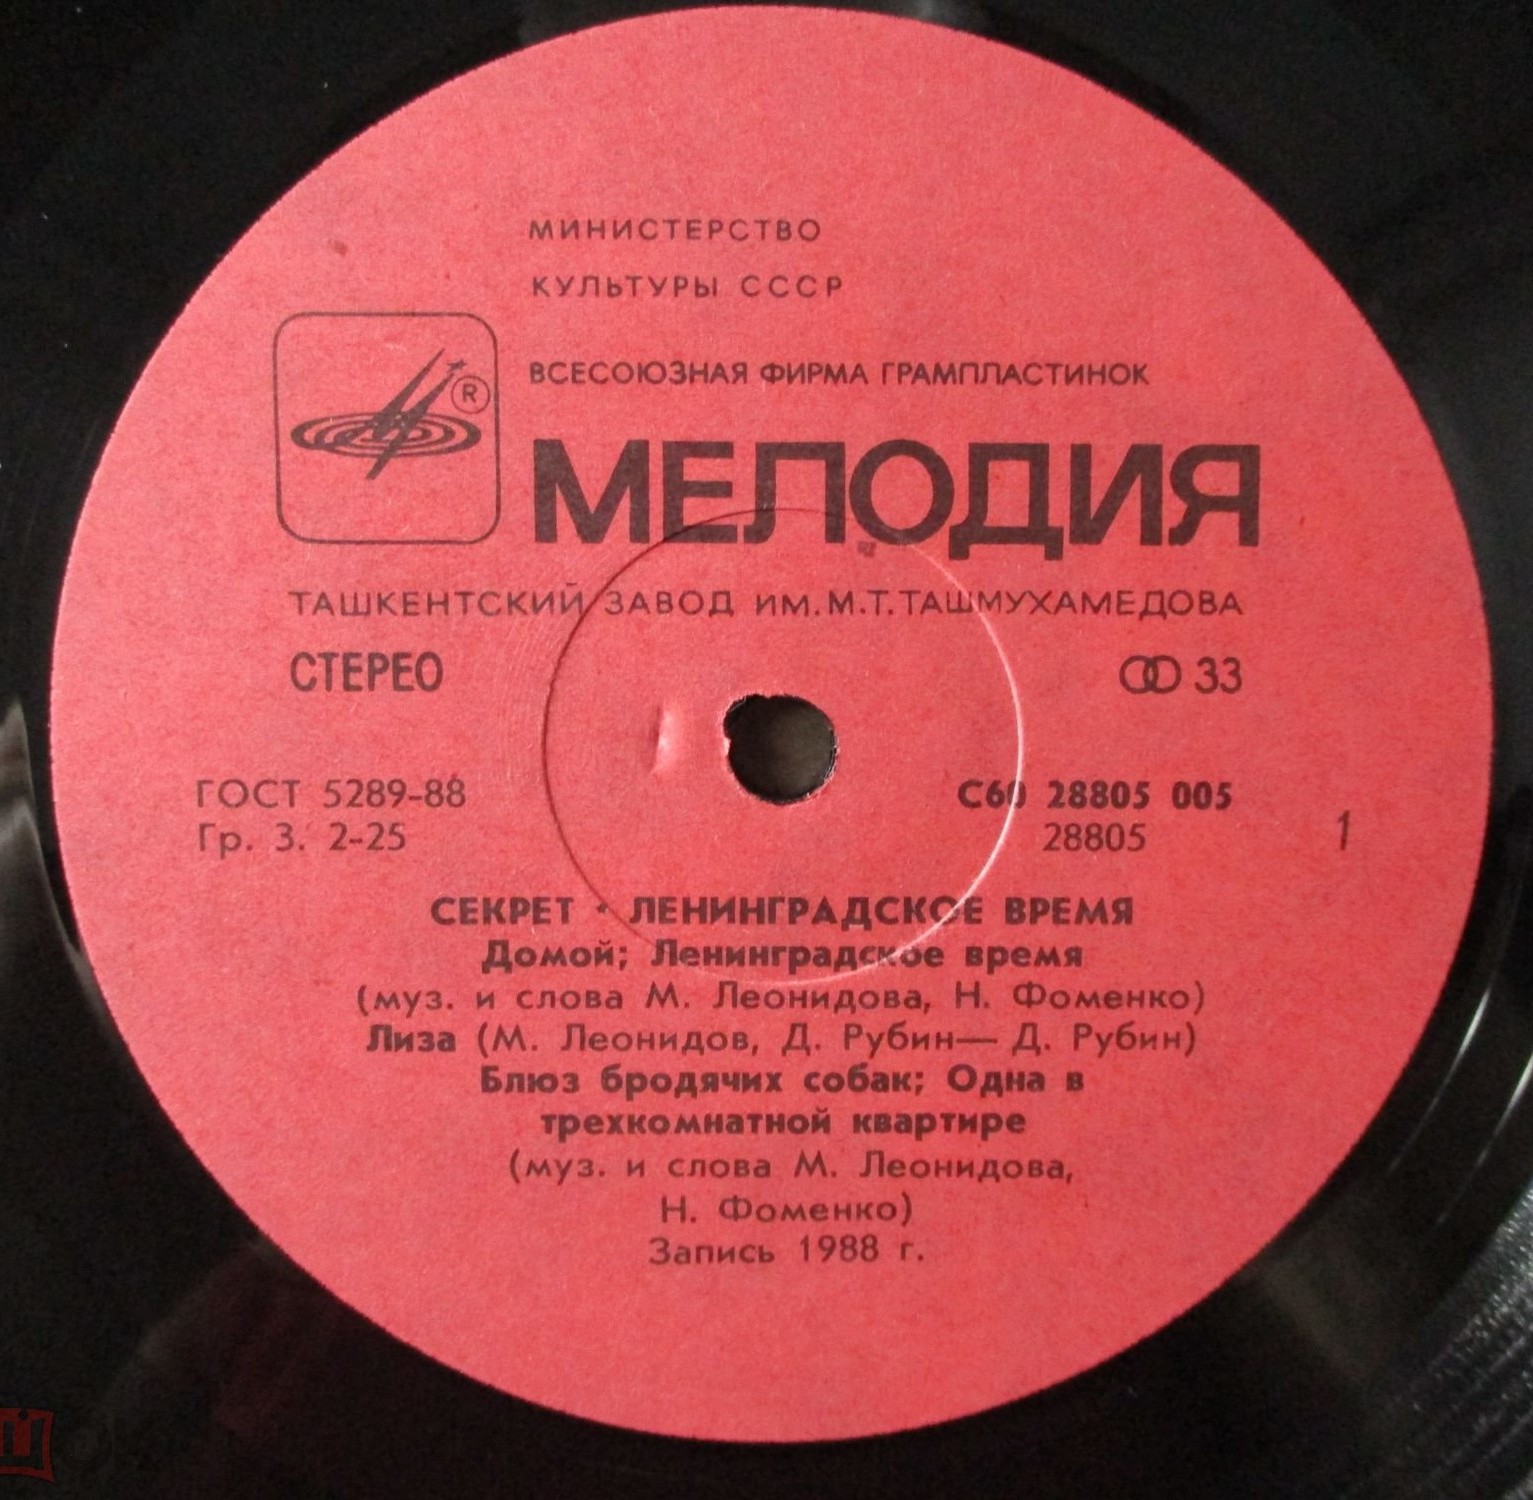 МИНИСТЕРСТВО
КУЛЬТУРЫ СССР
ВСЕСОЮЗНАЯ ФИРМА ГРАМПЛАСТИНОК
®
МЕЛОДИЯ
ТАШКЕНТСКИЙ ЗАВОД ИМ. М.Т.ТАШМУХАМЕДОВА
СТЕРЕО 33
ГОСТ 5289-88 С60 28805 005
Гр. 3. 2-25 28805 1
СЕКРЕТ • ЛЕНИНГРАДСКОЕ ВРЕМЯ
Домой; Ленинградское время
(муз. и слова М. Леонидова, Н. Фоменко)
Лиза (М. Леонидов, Д. Рубин— Д. Рубин)
Блюз бродячих собак; Одна в
трехкомнатной квартире
(муз. и слова М. Леонидова,
Н. Фоменко)
Запись 1988 г.